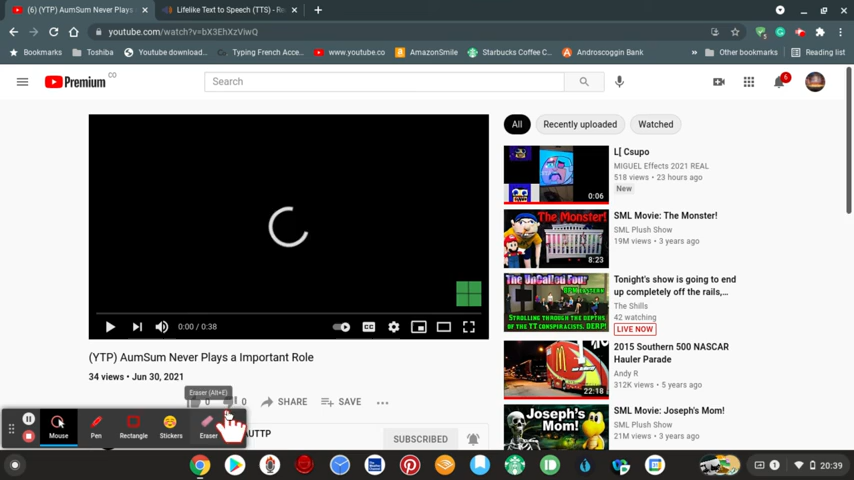 (6) (YTP) AumSum Never Plays
Lifelike Text to Speech (TTS) - Re
youtube.com/watch?v=bX3EhXzViwQ
Bookmarks
Toshiba
Youtube download...
Typing French Acce...
www.youtube.co
AmazonSmile
Starbucks Coffee C...
Androscoggin Bank
»
Other bookmarks
Reading list
Premium CO
Search
6
All
Recently uploaded
Watched
L[ Csupo
MIGUEL Effects 2021 REAL
518 views • 23 hours ago
New
0:06
The Monster!
8:23
SML Movie: The Monster!
SML Plush Show
19M views • 3 years ago
The UnCalled Four
8PM EASTERN
STROLLING THROUGH THE DEPTHS
OF THE TT CONSPIRACISTS, DERP!
Tonight's show is going to end
up completely off the rails,...
The Shills
42 watching
LIVE NOW
22:18
2015 Southern 500 NASCAR
Hauler Parade
Andy R
312K views • 5 years ago
Joseph's
Mom!
SML Movie: Joseph's Mom!
SML Plush Show
21M views • 3 years ago
0:00 / 0:38
CC
(YTP) AumSum Never Plays a Important Role
34 views • Jun 30, 2021
0
0
SHARE
SAVE
...
Eraser (Alt+E)
Mouse
Pen
Rectangle
Stickers
Eraser
AUTTP
SUBSCRIBED
1
20:39